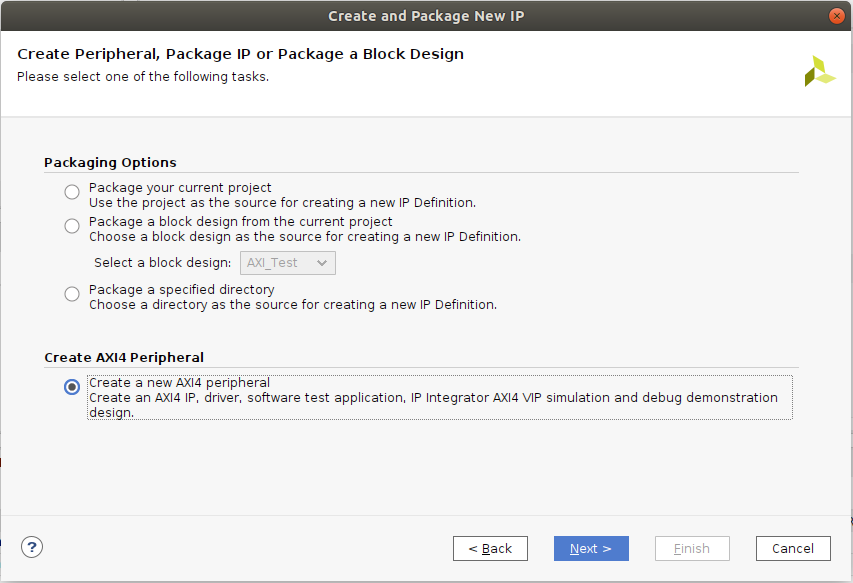 Create and Package New IP
Create Peripheral, Package IP or Package a Block Design
Please select one of the following tasks.
Packaging Options
Package your current project
Use the project as the source for creating a new IP Definition.
Package a block design from the current project
Choose a block design as the source for creating a new IP Definition.
Select a block design: AXI_Test
Package a specified directory
Choose a directory as the source for creating a new IP Definition.
Create AXI4 Peripheral
Create a new AXI4 peripheral
Create an AXI4 IP, driver, software test application, IP Integrator AXI4 VIP simulation and debug demonstration
design.
? < Back Next > Finish Cancel